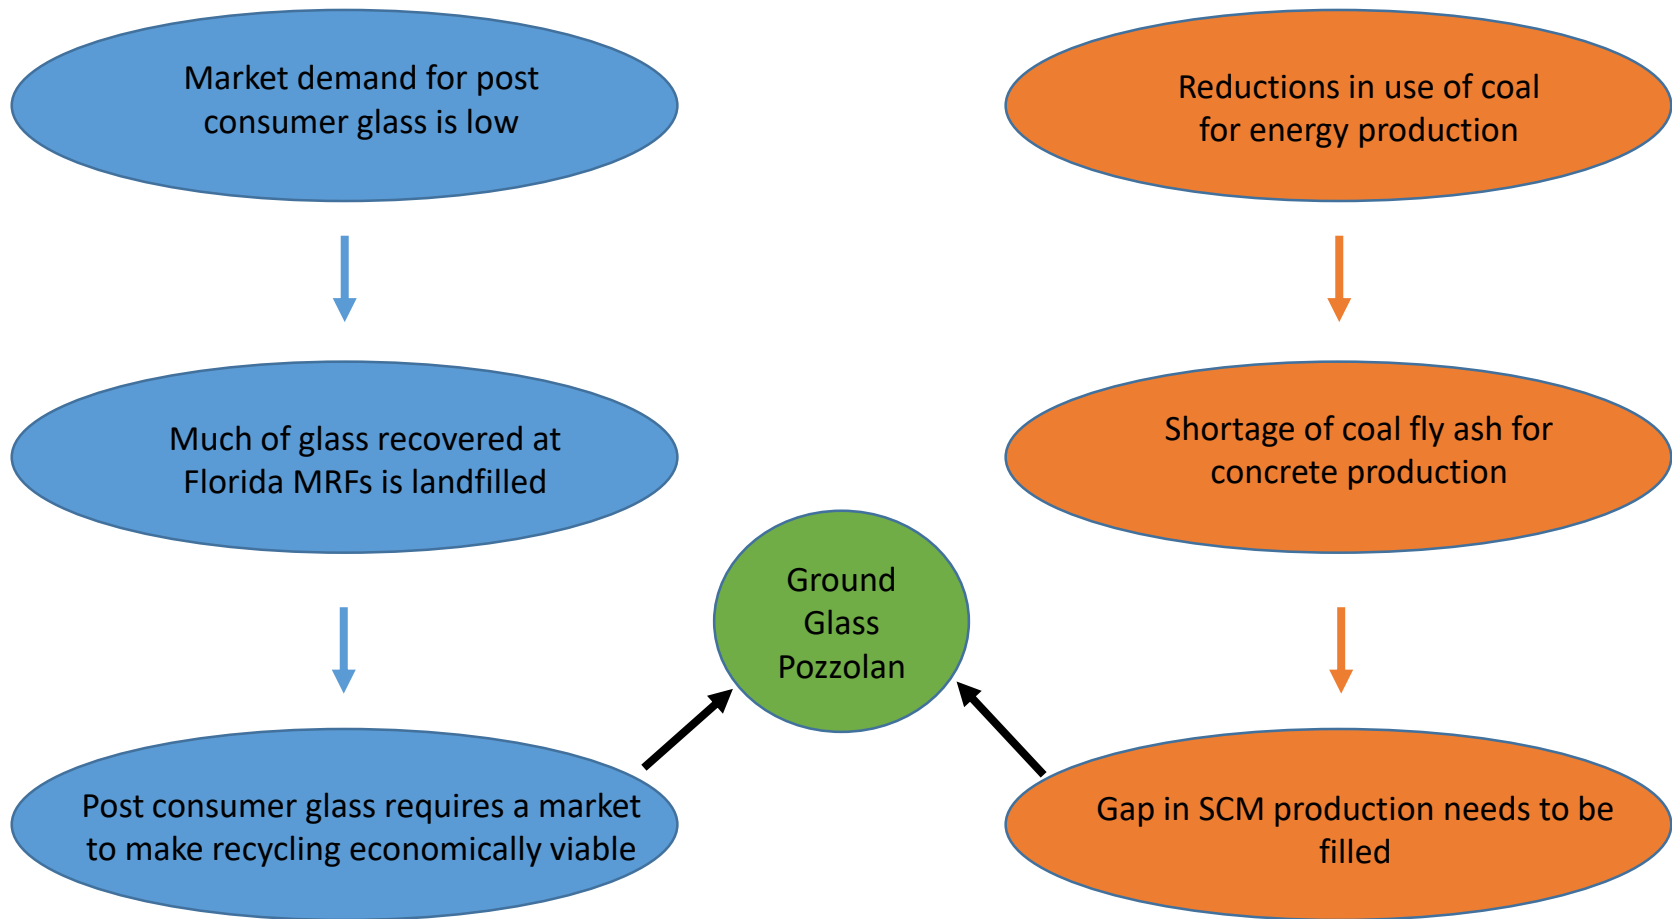 Market demand for post
consumer glass is low
Much of glass recovered at
Florida MRFs is landfilled
Post consumer glass requires a market
to make recycling economically viable
Ground
Glass
Pozzolan
Reductions in use of coal
for energy production
Shortage of coal fly ash for
concrete production
Gap in SCM production needs to be
filled